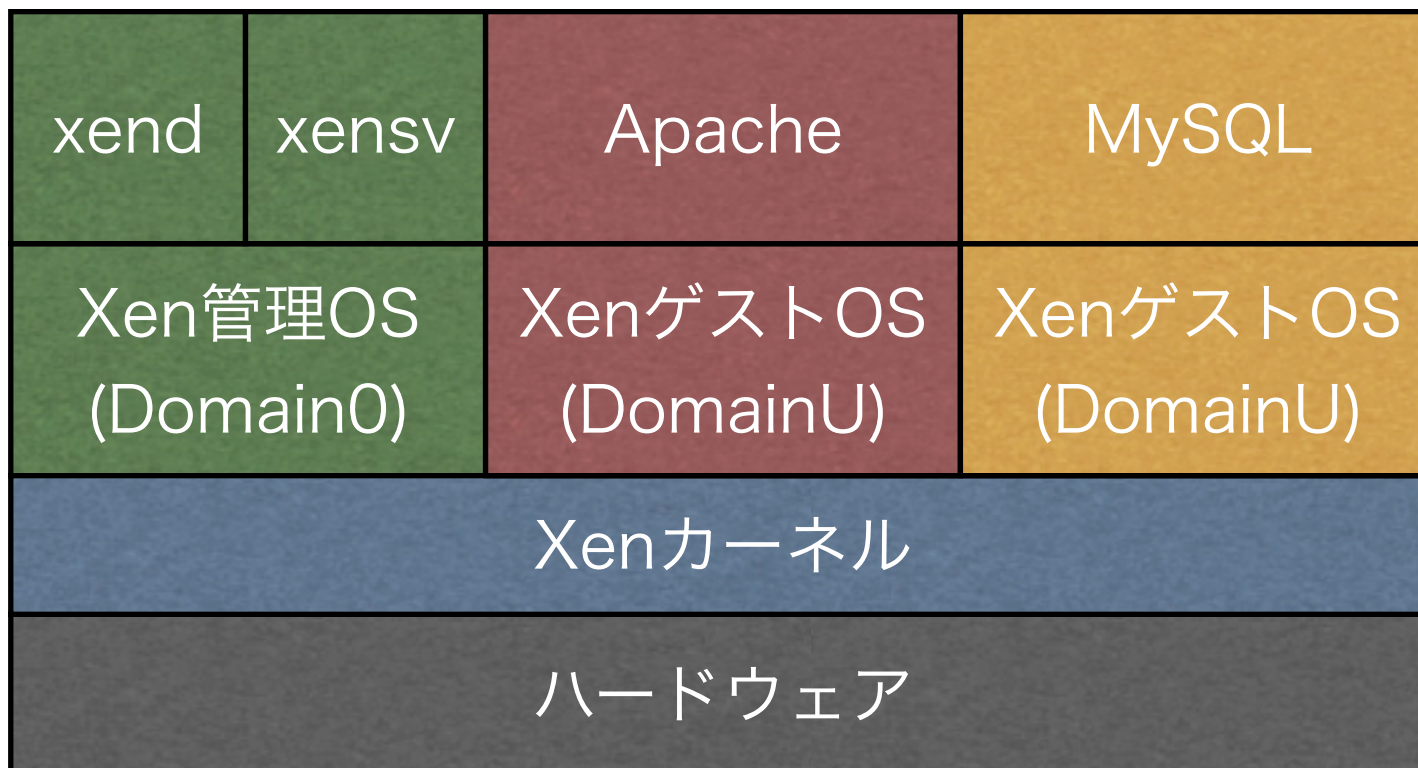 xend
xensv
Apache
MySQL
Xen管理OS
(Domain0)
XenゲストOS
(DomainU)
XenゲストOS
(DomainU)
Xenカーネル
ハードウェア